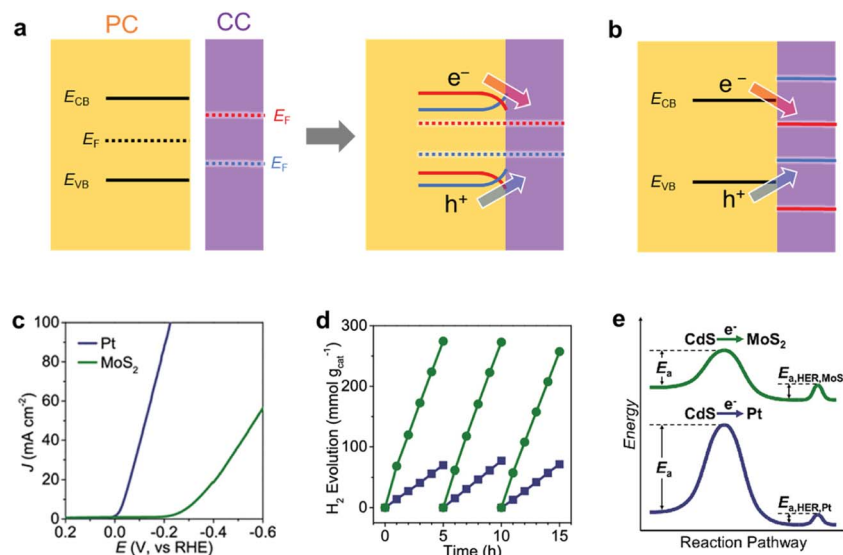 a
PC
CC
E_CB
E_F
E_VB
E_F
E_F
e⁻
h⁺
b
E_CB
E_VB
e⁻
h⁺
c
100
80
60
40
20
0
J (mA cm⁻²)
Pt
MoS₂
0.2
0.0
-0.2
-0.4
-0.6
E (V, vs RHE)
d
300
200
100
0
H₂ Evolution (mmol g_cat⁻¹)
0
5
10
15
Time (h)
e
Energy
CdS e⁻ MoS₂
E_a
E_a,HER,MoS
CdS e⁻ Pt
E_a
E_a,HER,Pt
Reaction Pathway